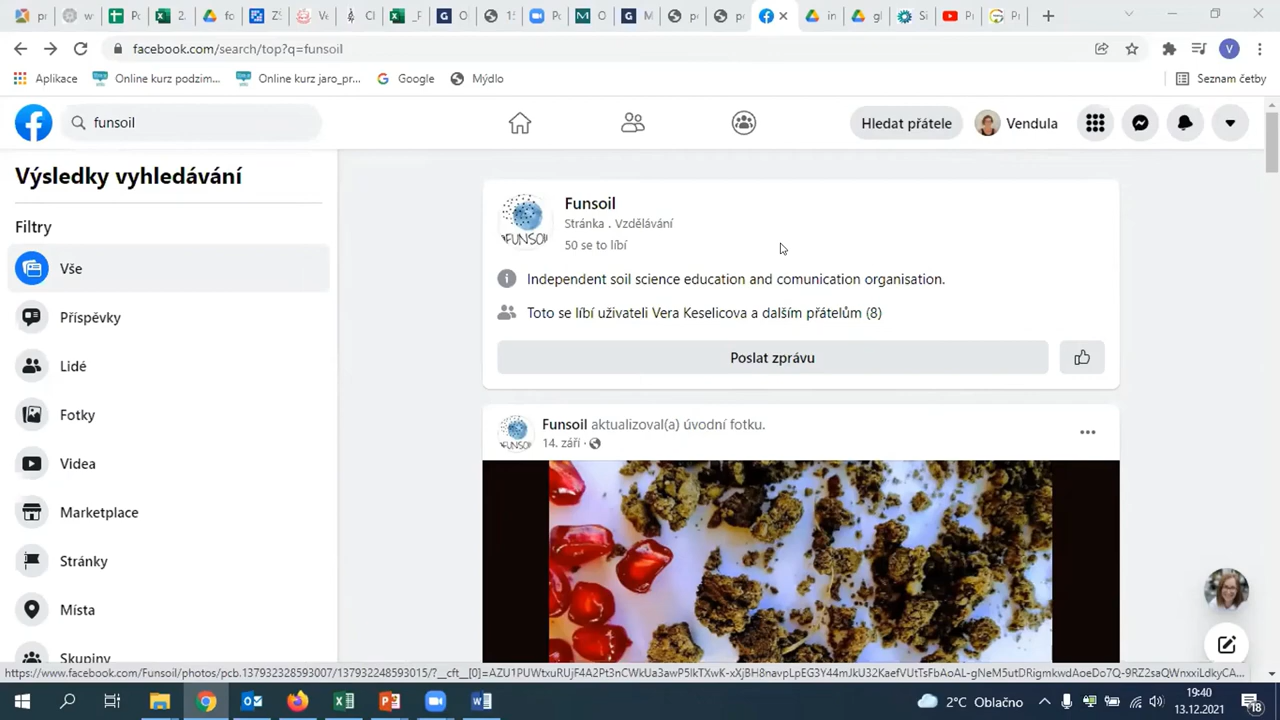 facebook.com/search/top?q=funsoil
V
Aplikace
Online kurz podzim...
Online kurz jaro_pr...
Google
Mýdlo
Seznam četby
funsoil
Hledat přátele
Vendula
Výsledky vyhledávání
Filtry
Vše
Příspěvky
Lidé
Fotky
Videa
Marketplace
Stránky
Místa
Skupiny
Funsoil
Stránka . Vzdělávání
50 se to líbí
Independent soil science education and comunication organisation.
Toto se líbí uživateli Vera Keselicova a dalším přátelům (8)
Poslat zprávu
Funsoil aktualizoval(a) úvodní fotku.
14. září
2°C Oblačno
19:40
13.12.2021
18